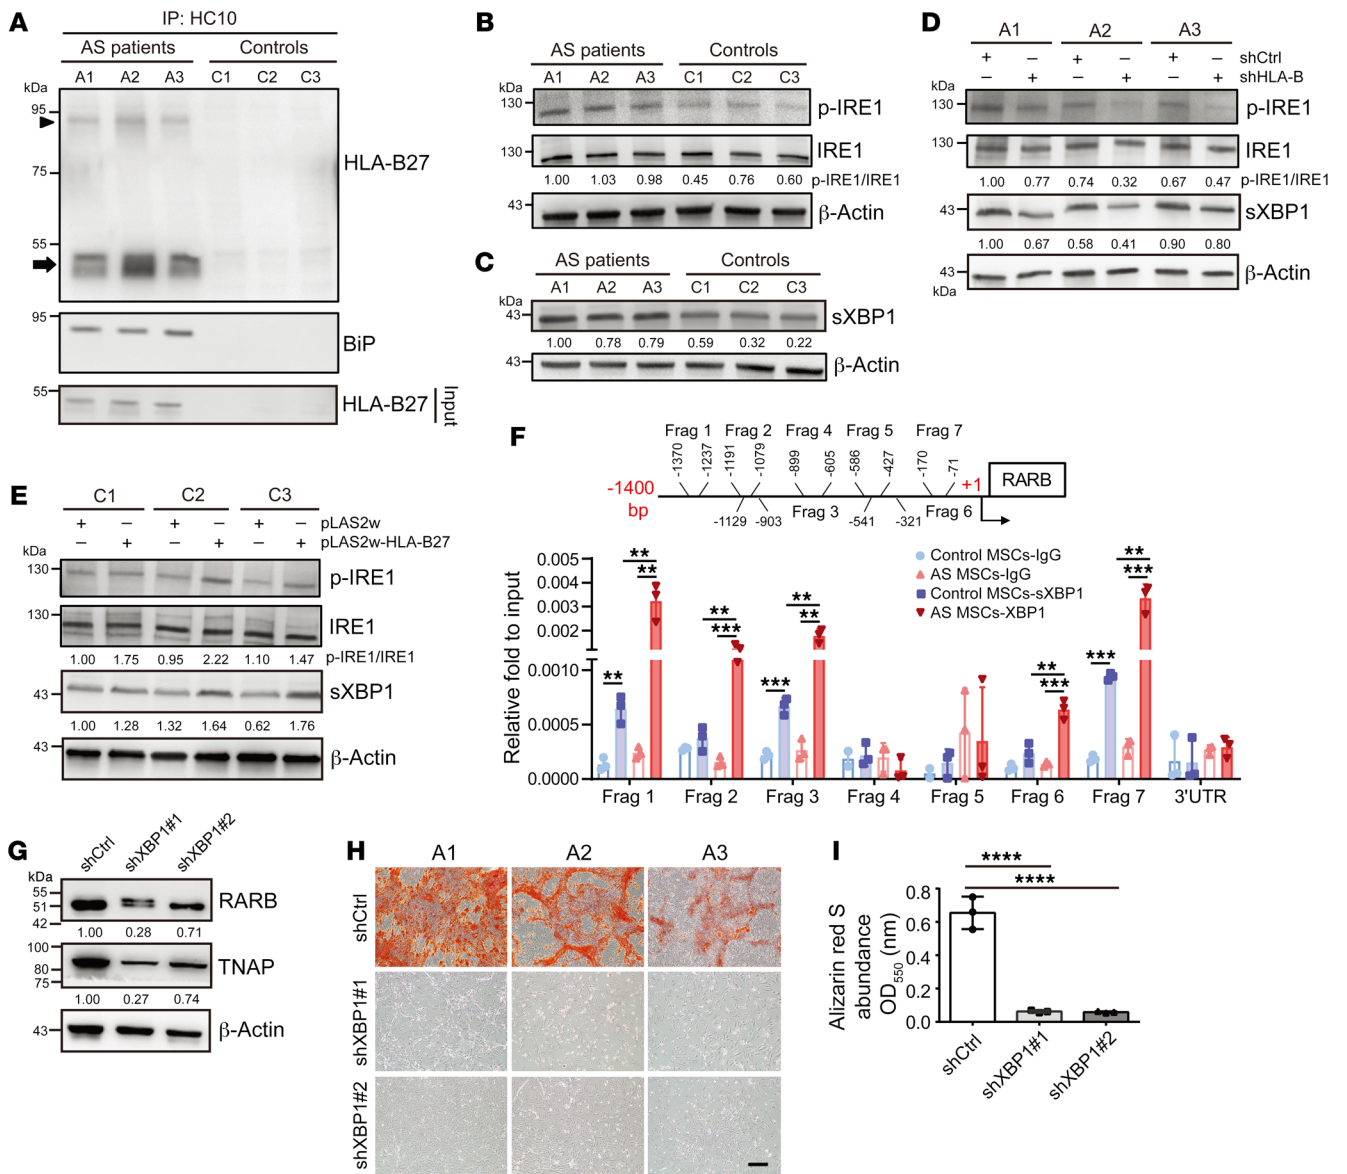 A
IP: HC10
AS patients Controls
A1 A2 A3 C1 C2 C3
kDa
95
75
55
HLA-B27
95
BiP
55
HLA-B27
Input
B
AS patients Controls
kDa A1 A2 A3 C1 C2 C3
130 p-IRE1
130 IRE1
1.00 1.03 0.98 0.45 0.76 0.60 p-IRE1/IRE1
43 β-Actin
C
AS patients Controls
A1 A2 A3 C1 C2 C3
kDa
43 sXBP1
1.00 0.78 0.79 0.59 0.32 0.22
43 β-Actin
D
A1 A2 A3
+ – + – + – shCtrl
– + – + – + shHLA-B
kDa
130 p-IRE1
130 IRE1
1.00 0.77 0.74 0.32 0.67 0.47 p-IRE1/IRE1
43 sXBP1
1.00 0.67 0.58 0.41 0.90 0.80
43 β-Actin
kDa
E
C1 C2 C3
+ – + – + – pLAS2w
– + – + – + pLAS2w-HLA-B27
kDa
130 p-IRE1
130 IRE1
1.00 1.75 0.95 2.22 1.10 1.47 p-IRE1/IRE1
43 sXBP1
1.00 1.28 1.32 1.64 0.62 1.76
43 β-Actin
F
Frag 1 Frag 2 Frag 4 Frag 5 Frag 7
-1370 -1237 -1191 -1079 -899 -605 -586 -427 -170 -71
-1400 bp
+1
RARB
-1129 -903 Frag 3 -541 -321 Frag 6
Relative fold to input
0.005
0.004
0.003
0.002
0.0010
0.0005
0.0000
Control MSCs-IgG
AS MSCs-IgG
Control MSCs-sXBP1
AS MSCs-XBP1
** ** **
** ***
*** ** **
** ***
*** ** ***
Frag 1 Frag 2 Frag 3 Frag 4 Frag 5 Frag 6 Frag 7 3'UTR
G
shCtrl shXBP1#1 shXBP1#2
kDa
55
51
42
RARB
1.00 0.28 0.71
100
80
75
TNAP
1.00 0.27 0.74
43 β-Actin
H
A1 A2 A3
shCtrl
shXBP1#1
shXBP1#2
I
****
****
Alizarin red S
abundance
OD550 (nm)
0.8
0.6
0.4
0.2
0.0
shCtrl shXBP1#1 shXBP1#2